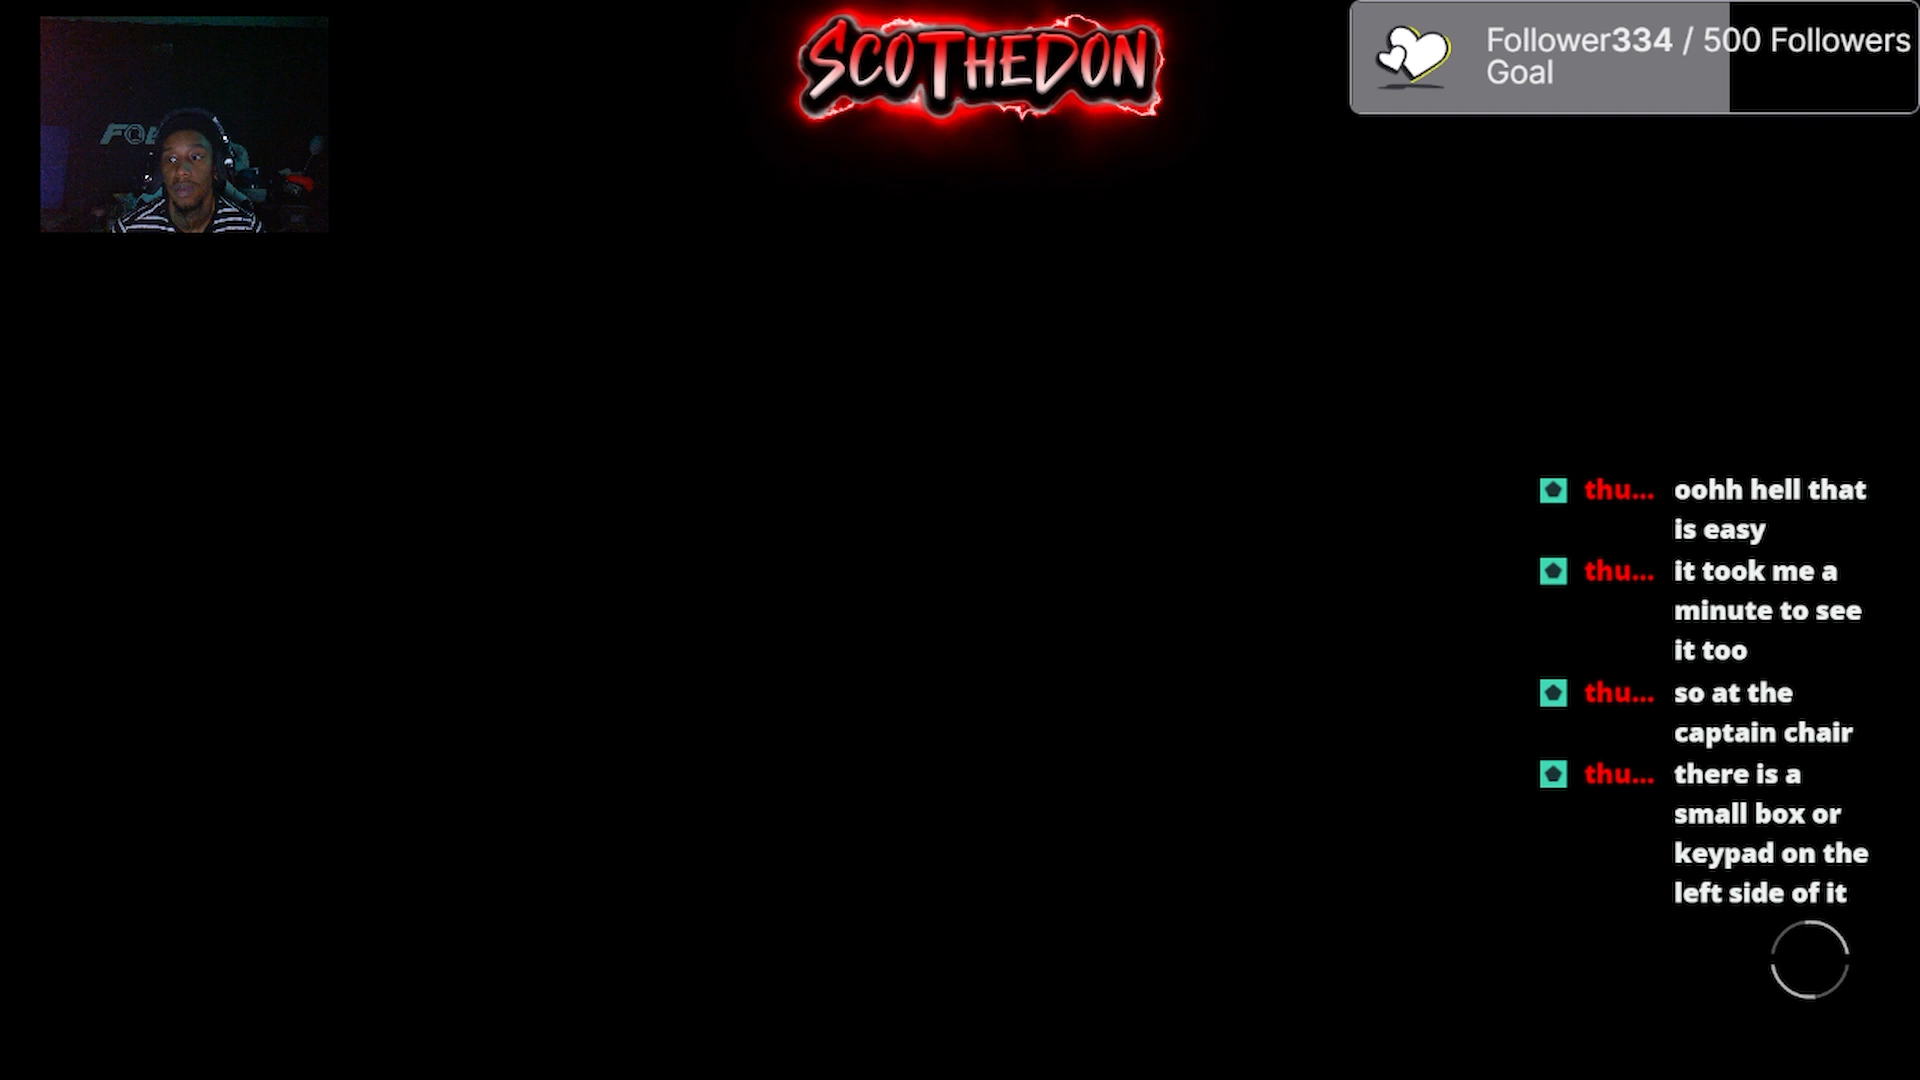 SCOTHEDON
Follower 334 / 500 Followers
Goal
thu... oohh hell that
is easy
thu... it took me a
minute to see
it too
thu... so at the
captain chair
thu... there is a
small box or
keypad on the
left side of it